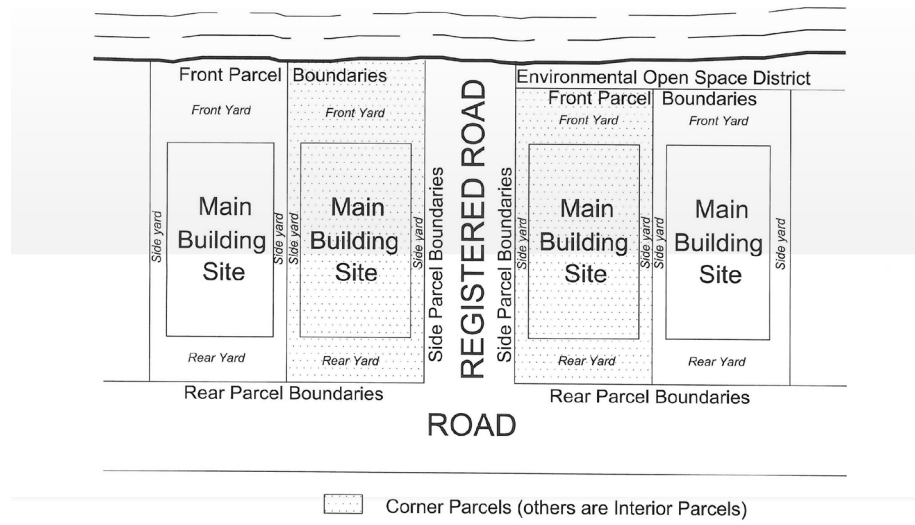 Front Parcel Boundaries
Environmental Open Space District
Front Parcel Boundaries
Front Yard
Front Yard
Front Yard
Front Yard
Side yard
Main
Building
Site
Side yard
Side yard
Main
Building
Site
Side yard
Side Parcel Boundaries
REGISTERED ROAD
Side Parcel Boundaries
Side yard
Main
Building
Site
Side yard
Side yard
Main
Building
Site
Side yard
Rear Yard
Rear Yard
Rear Yard
Rear Yard
Rear Parcel Boundaries
Rear Parcel Boundaries
ROAD
Corner Parcels (others are Interior Parcels)